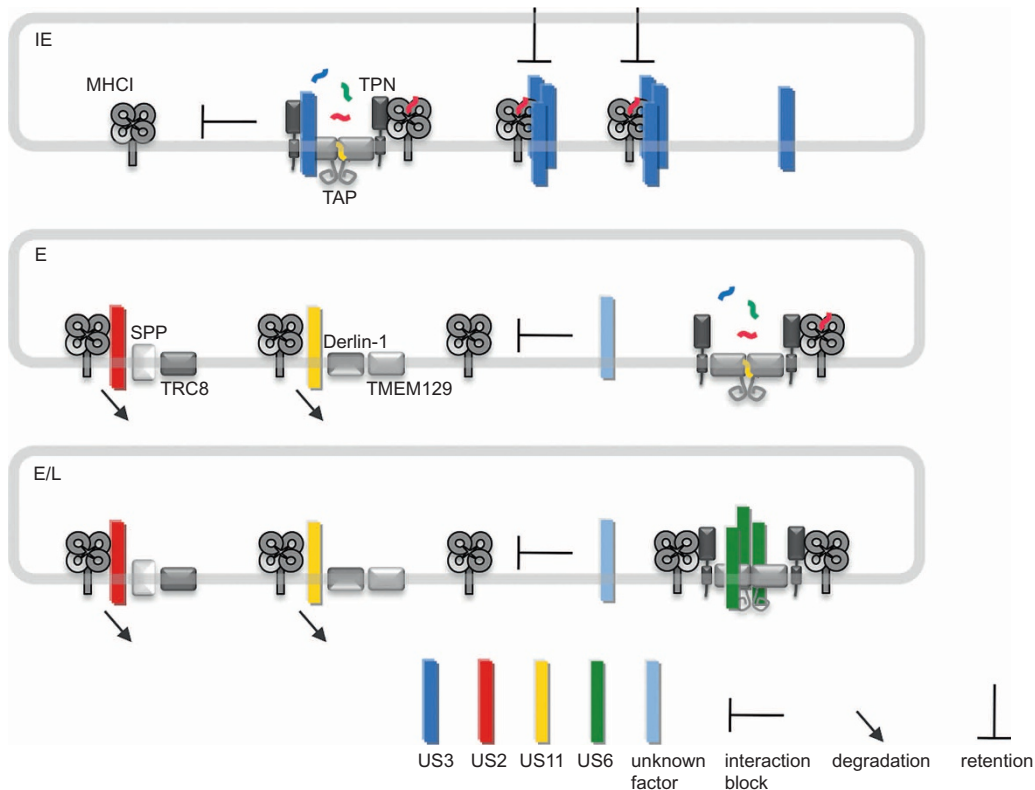 IE
MHCI
TPN
TAP
E
SPP
TRC8
Derlin-1
TMEM129
E/L
US3
US2
US11
US6
unknown
factor
interaction
block
degradation
retention